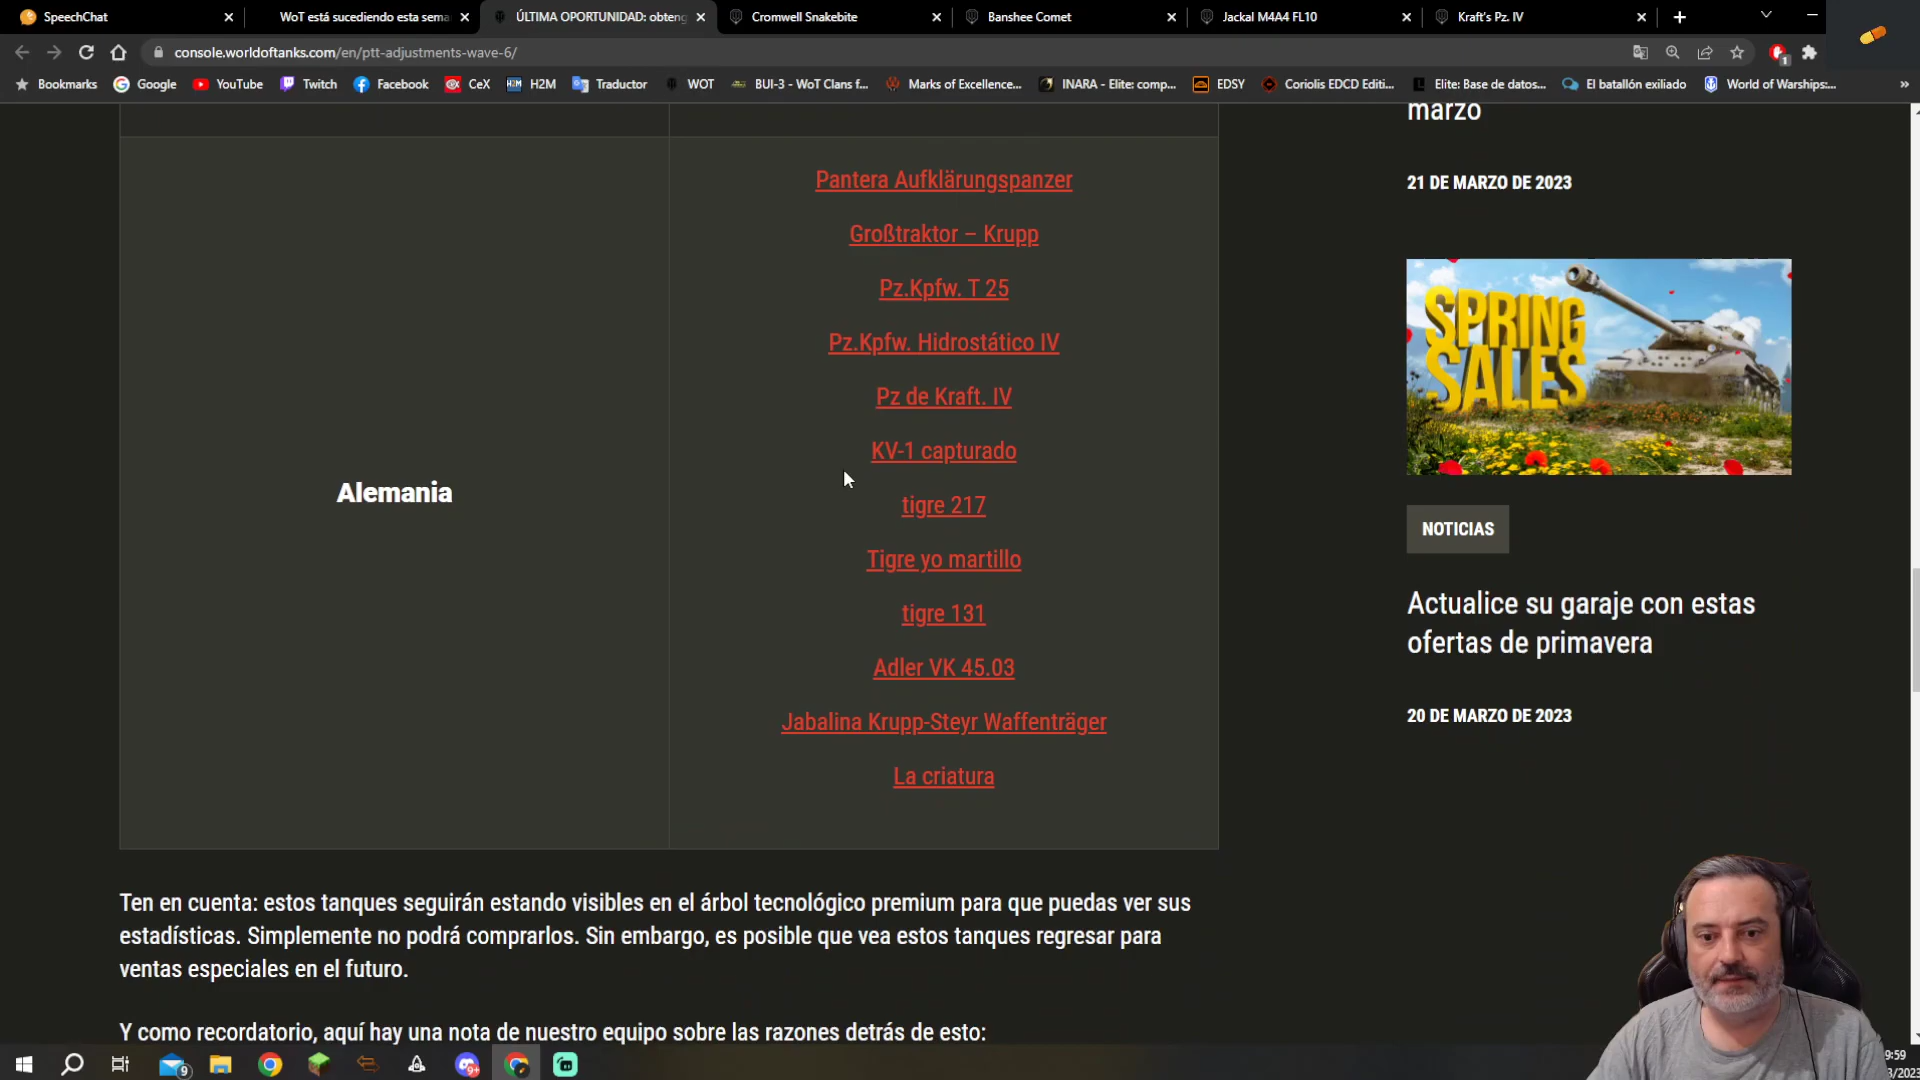 SpeechChat
WoT está sucediendo esta sema
ÚLTIMA OPORTUNIDAD: obteng
Cromwell Snakebite
Banshee Comet
Jackal M4A4 FL10
Kraft's Pz. IV
console.worldoftanks.com/en/ptt-adjustments-wave-6/
Bookmarks
Google
YouTube
Twitch
Facebook
CeX
H2M
Traductor
WOT
BUI-3 - WoT Clans f...
Marks of Excellence...
INARA - Elite: comp...
EDSY
Coriolis EDCD Editi...
Elite: Base de datos...
El batallón exiliado
World of Warships:...
Alemania
Pantera Aufklärungspanzer
Großtraktor – Krupp
Pz.Kpfw. T 25
Pz.Kpfw. Hidrostático IV
Pz de Kraft. IV
KV-1 capturado
tigre 217
Tigre yo martillo
tigre 131
Adler VK 45.03
Jabalina Krupp-Steyr Waffenträger
La criatura
Ten en cuenta: estos tanques seguirán estando visibles en el árbol tecnológico premium para que puedas ver sus
estadísticas. Simplemente no podrá comprarlos. Sin embargo, es posible que vea estos tanques regresar para
ventas especiales en el futuro.
Y como recordatorio, aquí hay una nota de nuestro equipo sobre las razones detrás de esto:
marzo
21 DE MARZO DE 2023
SPRING
SALES
NOTICIAS
Actualice su garaje con estas
ofertas de primavera
20 DE MARZO DE 2023
9:59
3/2023